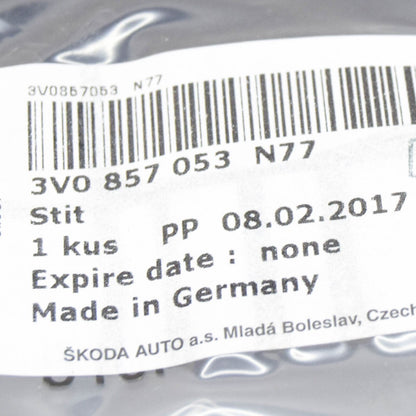 3V0857053 N77
3V0 857 053 N77
Stit
1 kus PP 08.02.2017
Expire date : none
Made in Germany
ŠKODA AUTO a.s. Mladá Boleslav, Czech